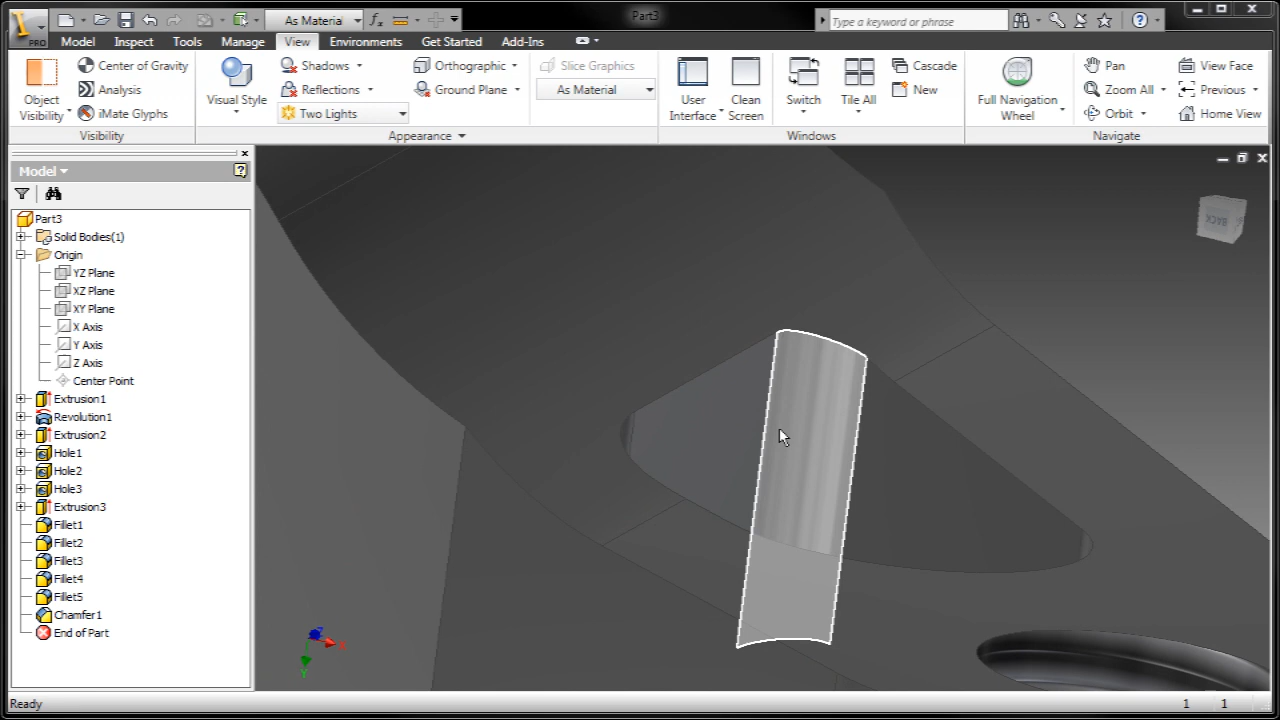 As Material
Part3
Type a keyword or phrase
PRO
Model Inspect Tools Manage View Environments Get Started Add-Ins
Object Visibility
Center of Gravity
Analysis
iMate Glyphs
Visibility
Visual Style
Shadows
Reflections
Two Lights
Orthographic
Ground Plane
Appearance
Slice Graphics
As Material
User Interface
Clean Screen
Switch
Tile All
Cascade
New
Windows
Full Navigation Wheel
Pan
Zoom All
Orbit
View Face
Previous
Home View
Navigate
Model
Part3
Solid Bodies(1)
Origin
YZ Plane
XZ Plane
XY Plane
X Axis
Y Axis
Z Axis
Center Point
Extrusion1
Revolution1
Extrusion2
Hole1
Hole2
Hole3
Extrusion3
Fillet1
Fillet2
Fillet3
Fillet4
Fillet5
Chamfer1
End of Part
BACK
X
Y
Ready
1 1